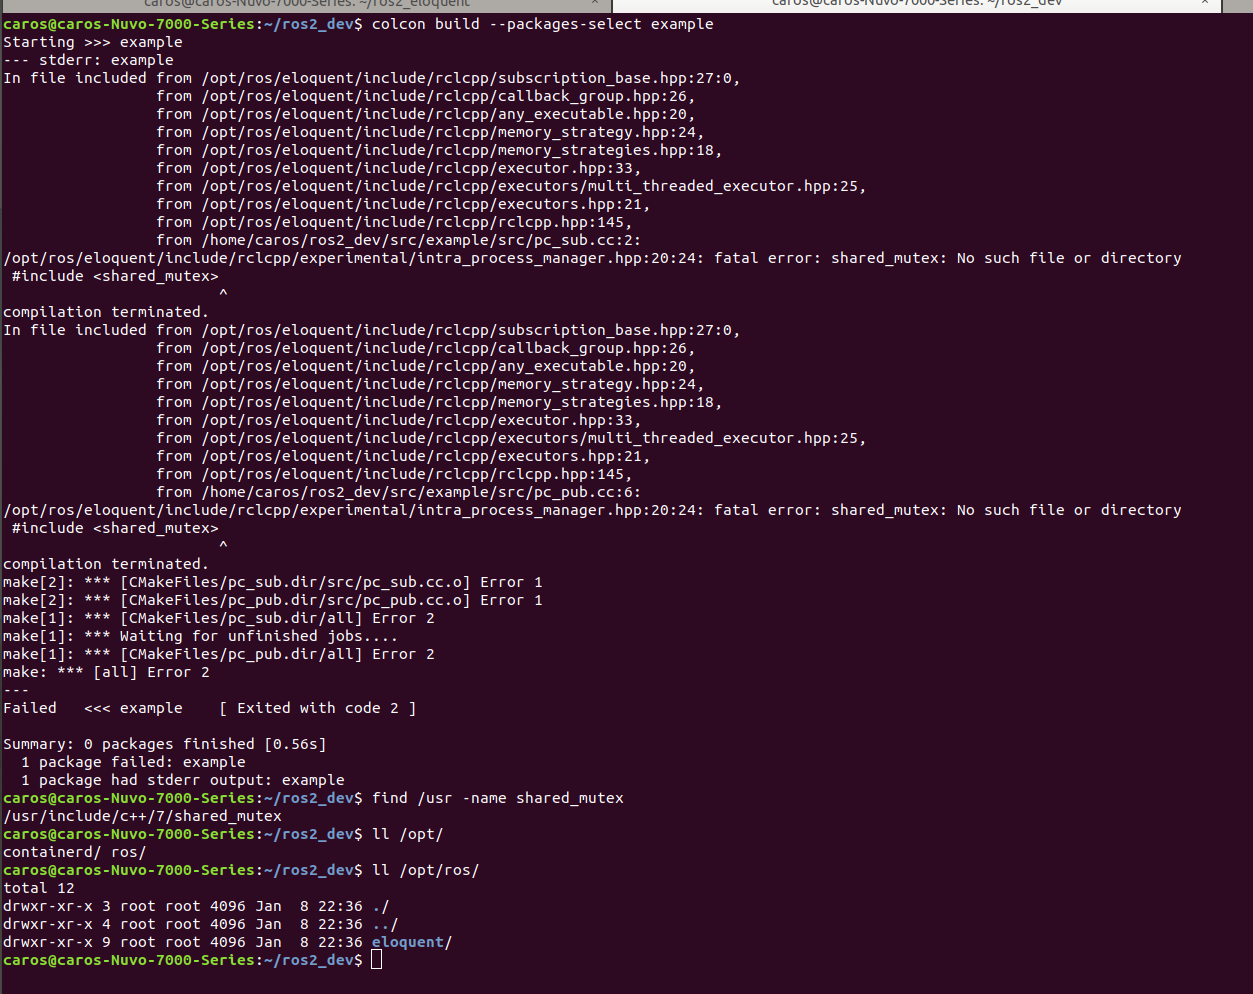 caros@caros-Nuvo-7000-Series: ~/ros2_eloquent × caros@caros-Nuvo-7000-Series: ~/ros2_dev ×
caros@caros-Nuvo-7000-Series:~/ros2_dev$ colcon build --packages-select example
Starting >>> example
--- stderr: example
In file included from /opt/ros/eloquent/include/rclcpp/subscription_base.hpp:27:0,
                 from /opt/ros/eloquent/include/rclcpp/callback_group.hpp:26,
                 from /opt/ros/eloquent/include/rclcpp/any_executable.hpp:20,
                 from /opt/ros/eloquent/include/rclcpp/memory_strategy.hpp:24,
                 from /opt/ros/eloquent/include/rclcpp/memory_strategies.hpp:18,
                 from /opt/ros/eloquent/include/rclcpp/executor.hpp:33,
                 from /opt/ros/eloquent/include/rclcpp/executors/multi_threaded_executor.hpp:25,
                 from /opt/ros/eloquent/include/rclcpp/executors.hpp:21,
                 from /opt/ros/eloquent/include/rclcpp/rclcpp.hpp:145,
                 from /home/caros/ros2_dev/src/example/src/pc_sub.cc:2:
/opt/ros/eloquent/include/rclcpp/experimental/intra_process_manager.hpp:20:24: fatal error: shared_mutex: No such file or directory
 #include <shared_mutex>
                        ^
compilation terminated.
In file included from /opt/ros/eloquent/include/rclcpp/subscription_base.hpp:27:0,
                 from /opt/ros/eloquent/include/rclcpp/callback_group.hpp:26,
                 from /opt/ros/eloquent/include/rclcpp/any_executable.hpp:20,
                 from /opt/ros/eloquent/include/rclcpp/memory_strategy.hpp:24,
                 from /opt/ros/eloquent/include/rclcpp/memory_strategies.hpp:18,
                 from /opt/ros/eloquent/include/rclcpp/executor.hpp:33,
                 from /opt/ros/eloquent/include/rclcpp/executors/multi_threaded_executor.hpp:25,
                 from /opt/ros/eloquent/include/rclcpp/executors.hpp:21,
                 from /opt/ros/eloquent/include/rclcpp/rclcpp.hpp:145,
                 from /home/caros/ros2_dev/src/example/src/pc_pub.cc:6:
/opt/ros/eloquent/include/rclcpp/experimental/intra_process_manager.hpp:20:24: fatal error: shared_mutex: No such file or directory
 #include <shared_mutex>
                        ^
compilation terminated.
make[2]: *** [CMakeFiles/pc_sub.dir/src/pc_sub.cc.o] Error 1
make[2]: *** [CMakeFiles/pc_pub.dir/src/pc_pub.cc.o] Error 1
make[1]: *** [CMakeFiles/pc_sub.dir/all] Error 2
make[1]: *** Waiting for unfinished jobs....
make[1]: *** [CMakeFiles/pc_pub.dir/all] Error 2
make: *** [all] Error 2
---
Failed   <<< example    [ Exited with code 2 ]
Summary: 0 packages finished [0.56s]
  1 package failed: example
  1 package had stderr output: example
caros@caros-Nuvo-7000-Series:~/ros2_dev$ find /usr -name shared_mutex
/usr/include/c++/7/shared_mutex
caros@caros-Nuvo-7000-Series:~/ros2_dev$ ll /opt/
containerd/ ros/
caros@caros-Nuvo-7000-Series:~/ros2_dev$ ll /opt/ros/
total 12
drwxr-xr-x 3 root root 4096 Jan  8 22:36 ./
drwxr-xr-x 4 root root 4096 Jan  8 22:36 ../
drwxr-xr-x 9 root root 4096 Jan  8 22:36 eloquent/
caros@caros-Nuvo-7000-Series:~/ros2_dev$